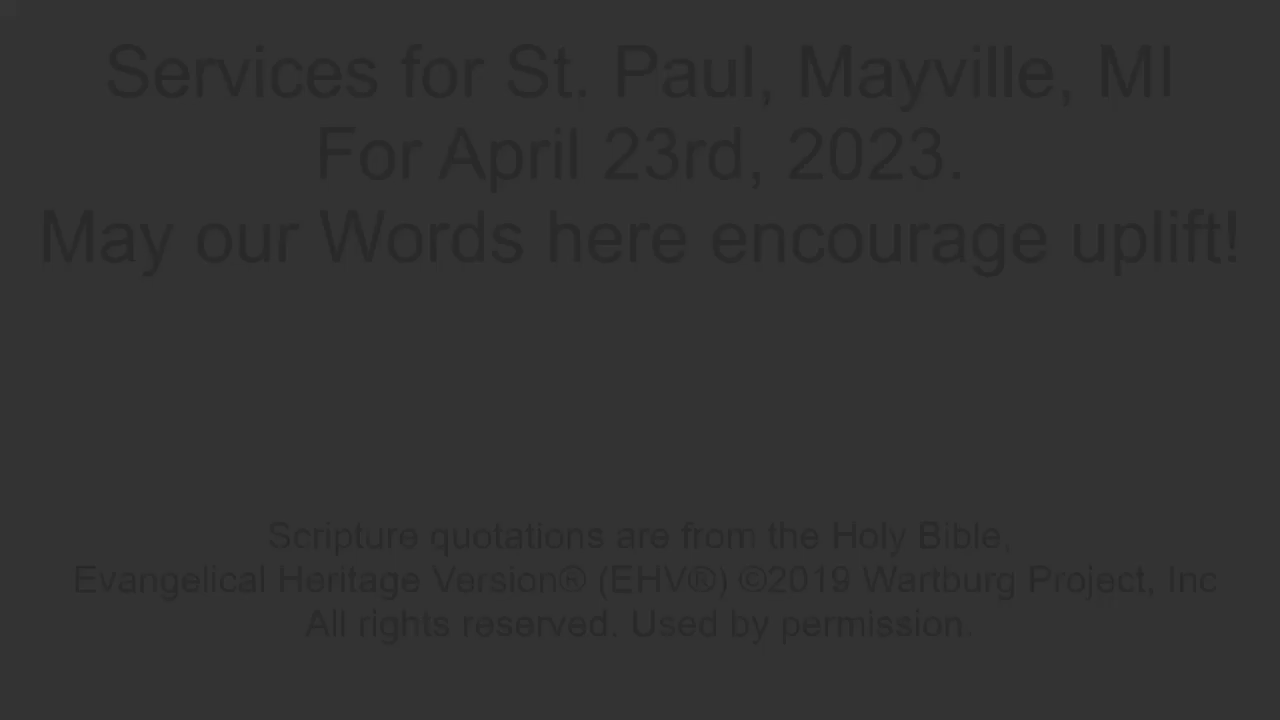 Services for St. Paul, Mayville, MI
For April 23rd, 2023.
May our Words here encourage uplift!
Scripture quotations are from the Holy Bible,
Evangelical Heritage Version® (EHV®) ©2019 Wartburg Project, Inc
All rights reserved. Used by permission.